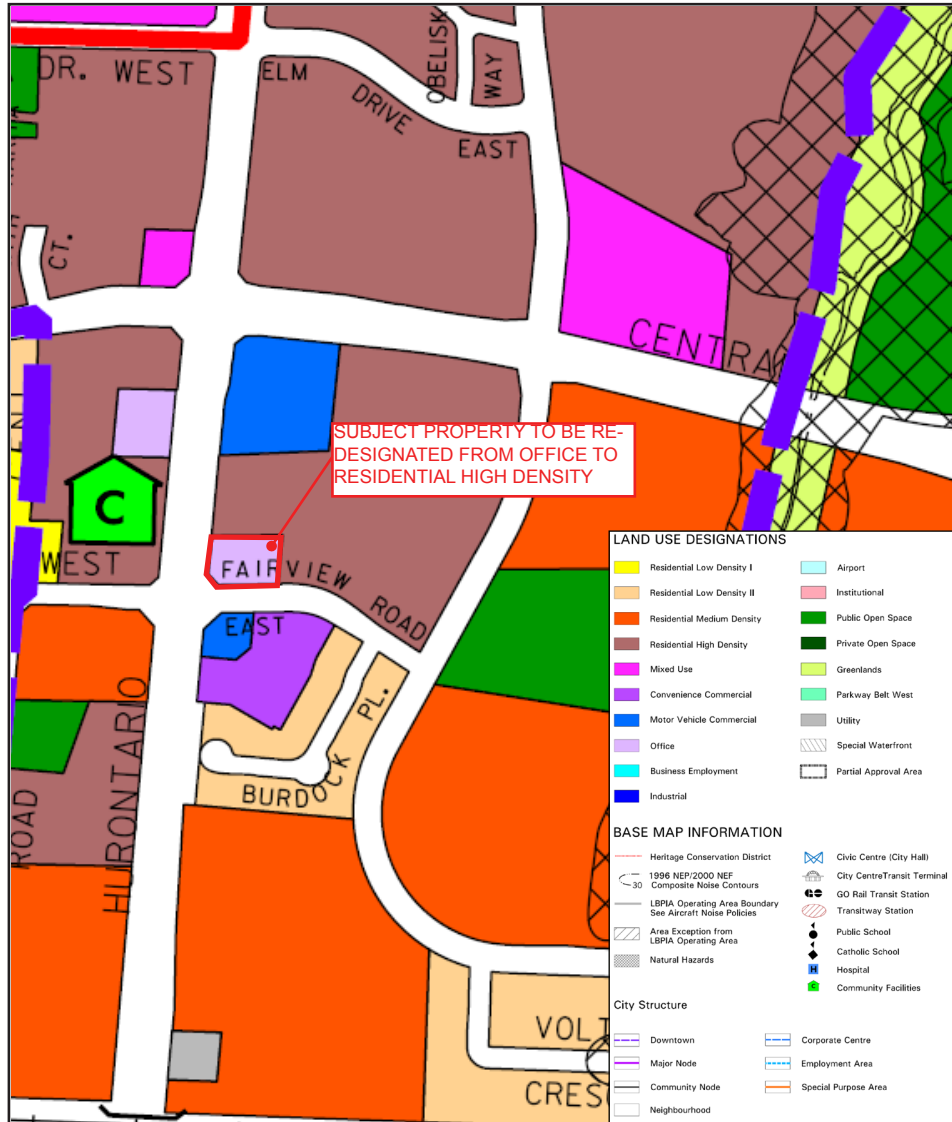 DR. WEST
ELM
DRIVE
EAST
OBELISK
WAY
CT.
CENTRA
SUBJECT PROPERTY TO BE RE-
DESIGNATED FROM OFFICE TO
RESIDENTIAL HIGH DENSITY
C
WEST
FAIRVIEW
ROAD
EAST
PL.
BURDOCK
HURONTARIO
ROAD
VOLT
CRES
LAND USE DESIGNATIONS
Residential Low Density I
Residential Low Density II
Residential Medium Density
Residential High Density
Mixed Use
Convenience Commercial
Motor Vehicle Commercial
Office
Business Employment
Industrial
Airport
Institutional
Public Open Space
Private Open Space
Greenlands
Parkway Belt West
Utility
Special Waterfront
Partial Approval Area
BASE MAP INFORMATION
Heritage Conservation District
1996 NEP/2000 NEF
30 Composite Noise Contours
LBPIA Operating Area Boundary
See Aircraft Noise Policies
Area Exception from
LBPIA Operating Area
Natural Hazards
Civic Centre (City Hall)
City CentreTransit Terminal
GO Rail Transit Station
Transitway Station
Public School
Catholic School
H Hospital
C Community Facilities
City Structure
Downtown
Major Node
Community Node
Neighbourhood
Corporate Centre
Employment Area
Special Purpose Area